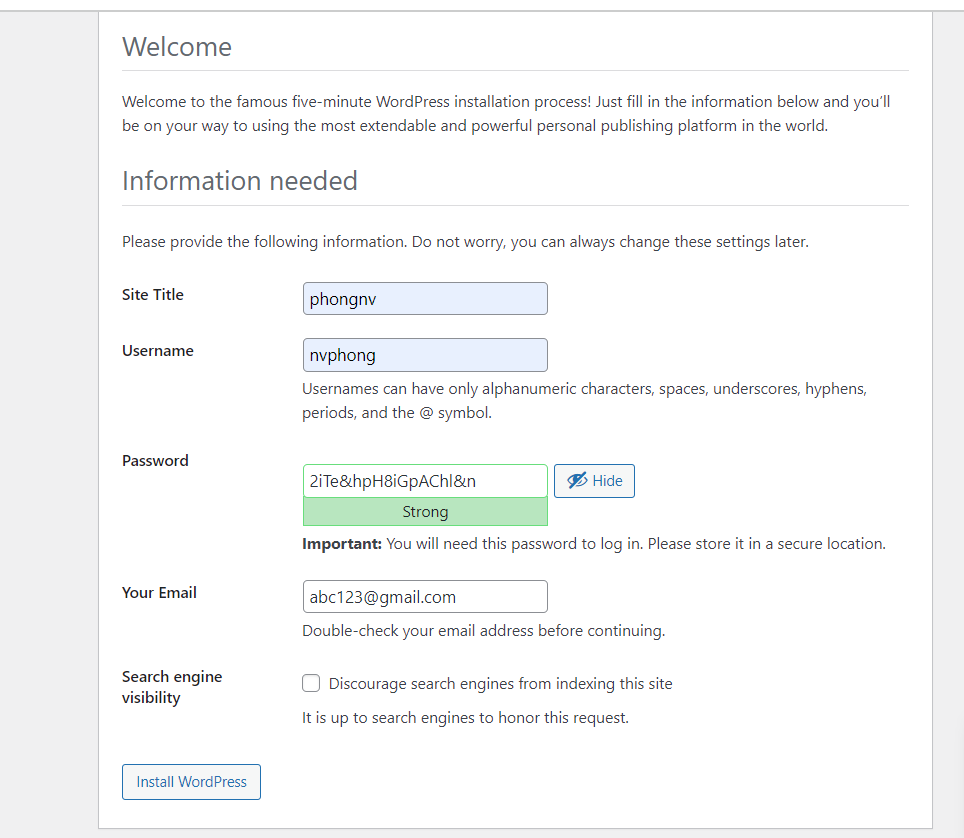 Welcome
Welcome to the famous five-minute WordPress installation process! Just fill in the information below and you’ll
be on your way to using the most extendable and powerful personal publishing platform in the world.
Information needed
Please provide the following information. Do not worry, you can always change these settings later.
Site Title
phongnv
Username
nvphong
Usernames can have only alphanumeric characters, spaces, underscores, hyphens,
periods, and the @ symbol.
Password
2iTe&hpH8iGpAChl&n
Hide
Strong
Important: You will need this password to log in. Please store it in a secure location.
Your Email
abc123@gmail.com
Double-check your email address before continuing.
Search engine
visibility
Discourage search engines from indexing this site
It is up to search engines to honor this request.
Install WordPress